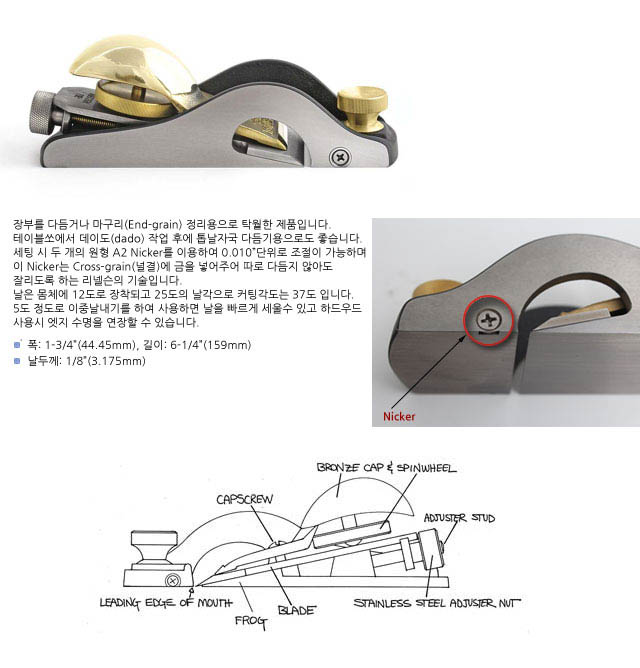 장부를 다듬거나 마구리(End-grain) 정리용으로 탁월한 제품입니다.
테이블쏘에서 데이도(dado) 작업 후에 톱날자국 다듬기용으로도 좋습니다.
세팅 시 두 개의 원형 A2 Nicker를 이용하여 0.010"단위로 조절이 가능하며
이 Nicker는 Cross-grain(널결)에 금을 넣어주어 따로 다듬지 않아도
잘리도록 하는 리넬슨의 기술입니다.
날은 몸체에 12도로 장착되고 25도의 날각으로 커팅각도는 37도 입니다.
5도 정도로 이중날내기를 하여 사용하면 날을 빠르게 세울수 있고 하드우드
사용시 엣지 수명을 연장할 수 있습니다.
폭: 1-3/4"(44.45mm), 길이: 6-1/4"(159mm)
날두께: 1/8"(3.175mm)
Nicker
BRONZE CAP & SPINWHEEL
CAPSCREW
ADJUSTER STUD
LEADING EDGE OF MOUTH
BLADE
STAINLESS STEEL ADJUSTER NUT
FROG